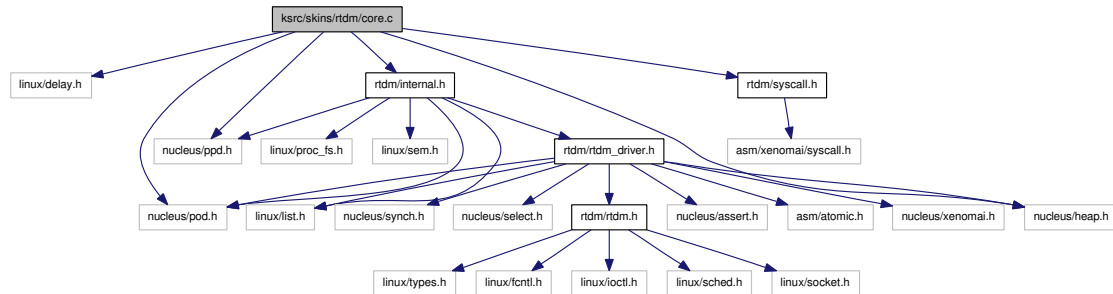 ksrc/skins/rtdm/core.c
linux/delay.h
rtdm/internal.h
rtdm/syscall.h
nucleus/ppd.h
linux/proc_fs.h
linux/sem.h
rtdm/rtdm_driver.h
asm/xenomai/syscall.h
nucleus/pod.h
linux/list.h
nucleus/synch.h
nucleus/select.h
rtdm/rtdm.h
nucleus/assert.h
asm/atomic.h
nucleus/xenomai.h
nucleus/heap.h
linux/types.h
linux/fcntl.h
linux/ioctl.h
linux/sched.h
linux/socket.h